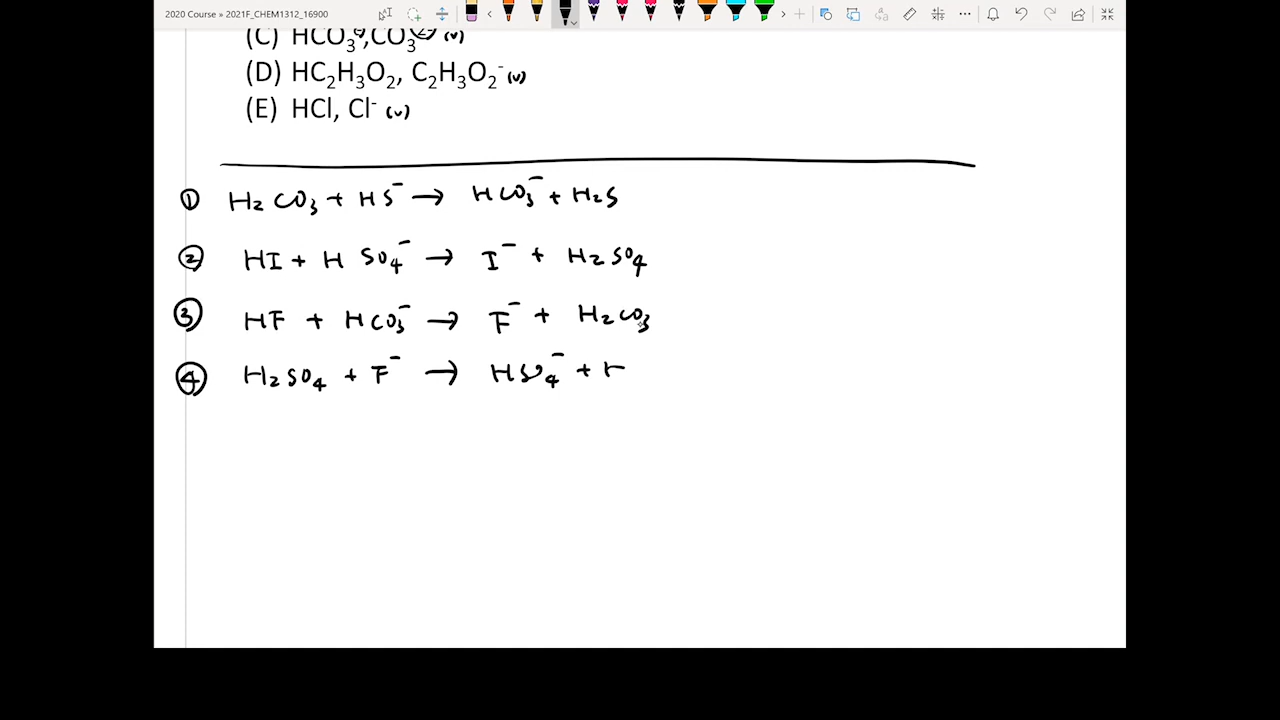 2020 Course » 2021F_CHEM1312_16900
(C) HCO₃⁻, CO₃²⁻ (v)
(D) HC₂H₃O₂, C₂H₃O₂⁻ (v)
(E) HCl, Cl⁻ (v)
① H₂CO₃ + HS⁻ → HCO₃⁻ + H₂S
② HI + HSO₄⁻ → I⁻ + H₂SO₄
③ HF + HCO₃⁻ → F⁻ + H₂CO₃
④ H₂SO₄ + F⁻ → HSO₄⁻ +